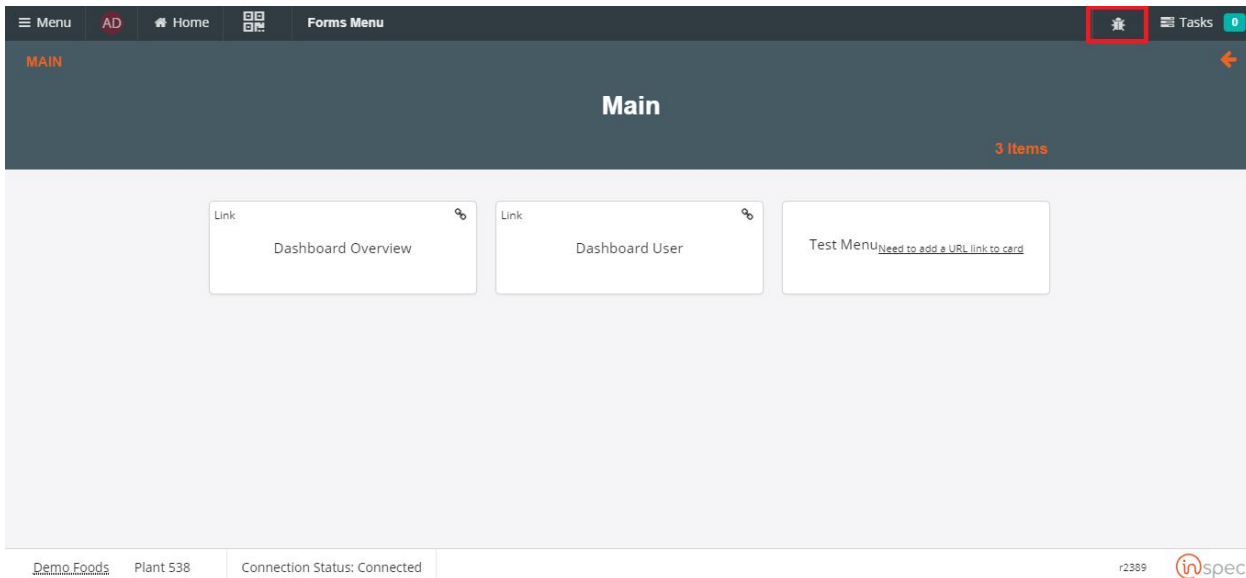 Menu AD Home Forms Menu Tasks 0
MAIN
Main
3 Items
Link
Dashboard Overview
Link
Dashboard User
Test Menu Need to add a URL link to card
Demo Foods Plant 538 Connection Status: Connected r2389 inspec